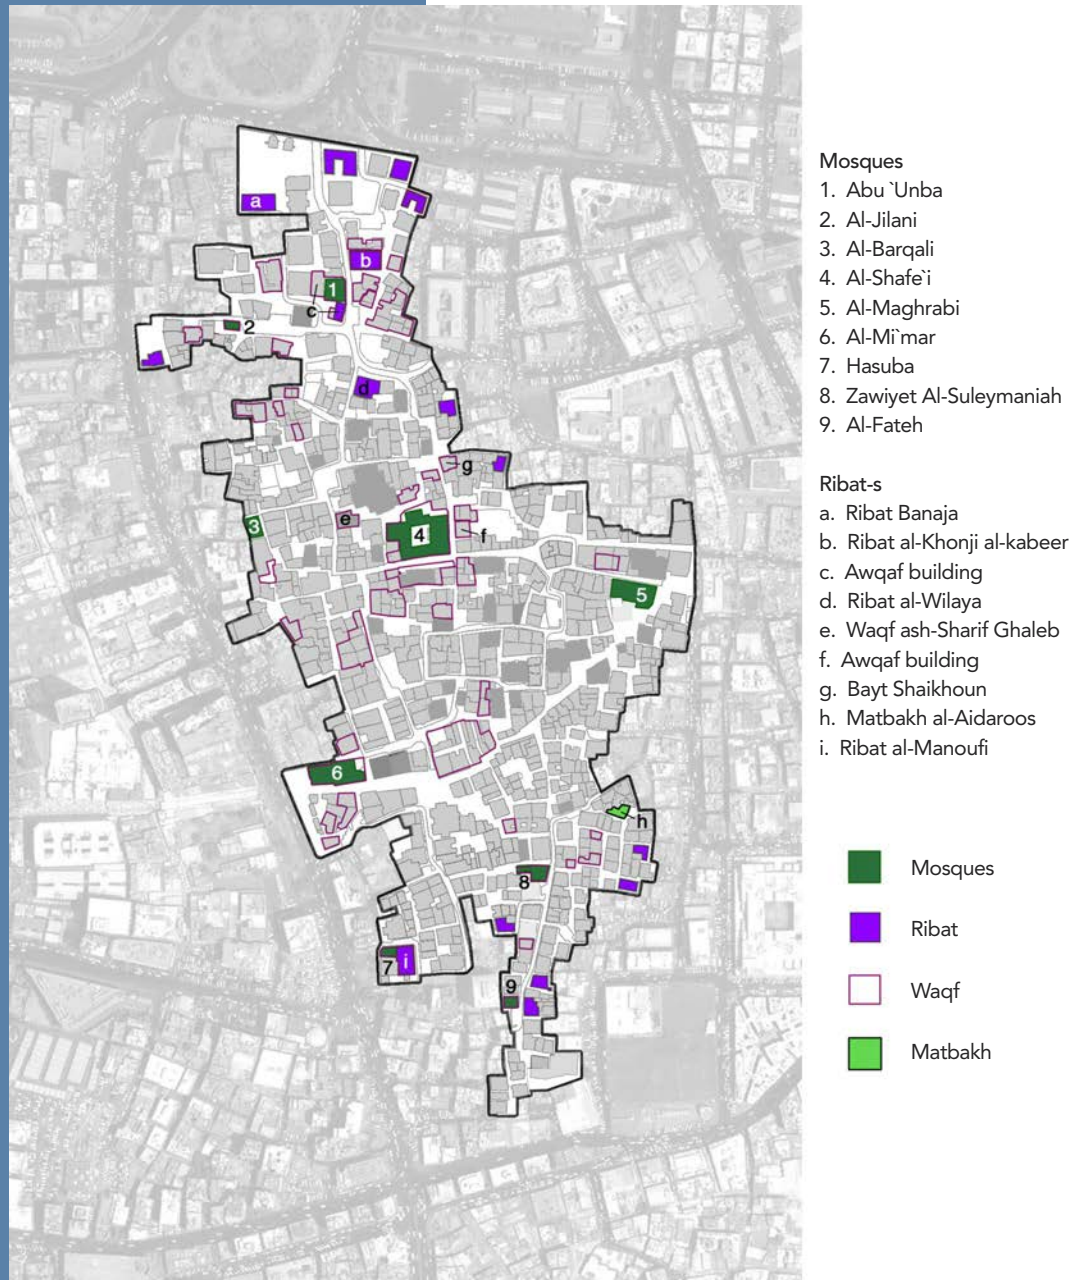 a
b
1
c
2
d
g
3
e
4
f
5
6
h
8
7
i
9
Mosques
1. Abu `Unba
2. Al-Jilani
3. Al-Barqali
4. Al-Shafe`i
5. Al-Maghrabi
6. Al-Mi`mar
7. Hasuba
8. Zawiyet Al-Suleymaniah
9. Al-Fateh
Ribat-s
a. Ribat Banaja
b. Ribat al-Khonji al-kabeer
c. Awqaf building
d. Ribat al-Wilaya
e. Waqf ash-Sharif Ghaleb
f. Awqaf building
g. Bayt Shaikhoun
h. Matbakh al-Aidaroos
i. Ribat al-Manoufi
Mosques
Ribat
Waqf
Matbakh